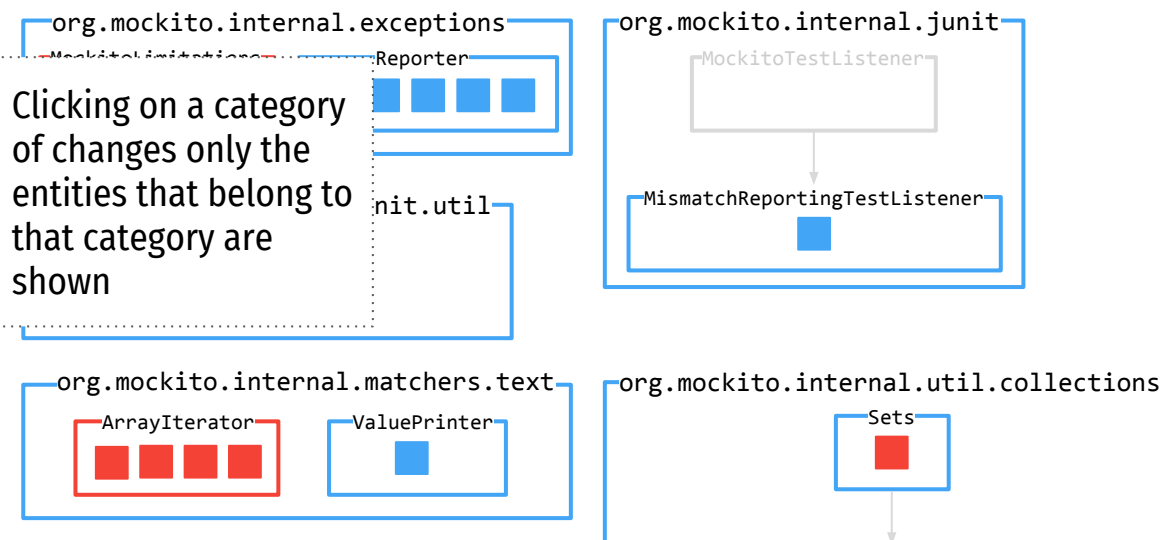 org.mockito.internal.exceptions
MockitoLimitations
Reporter
Clicking on a category
of changes only the
entities that belong to
that category are
shown
nit.util
org.mockito.internal.junit
MockitoTestListener
MismatchReportingTestListener
org.mockito.internal.matchers.text
ArrayIterator
ValuePrinter
org.mockito.internal.util.collections
Sets